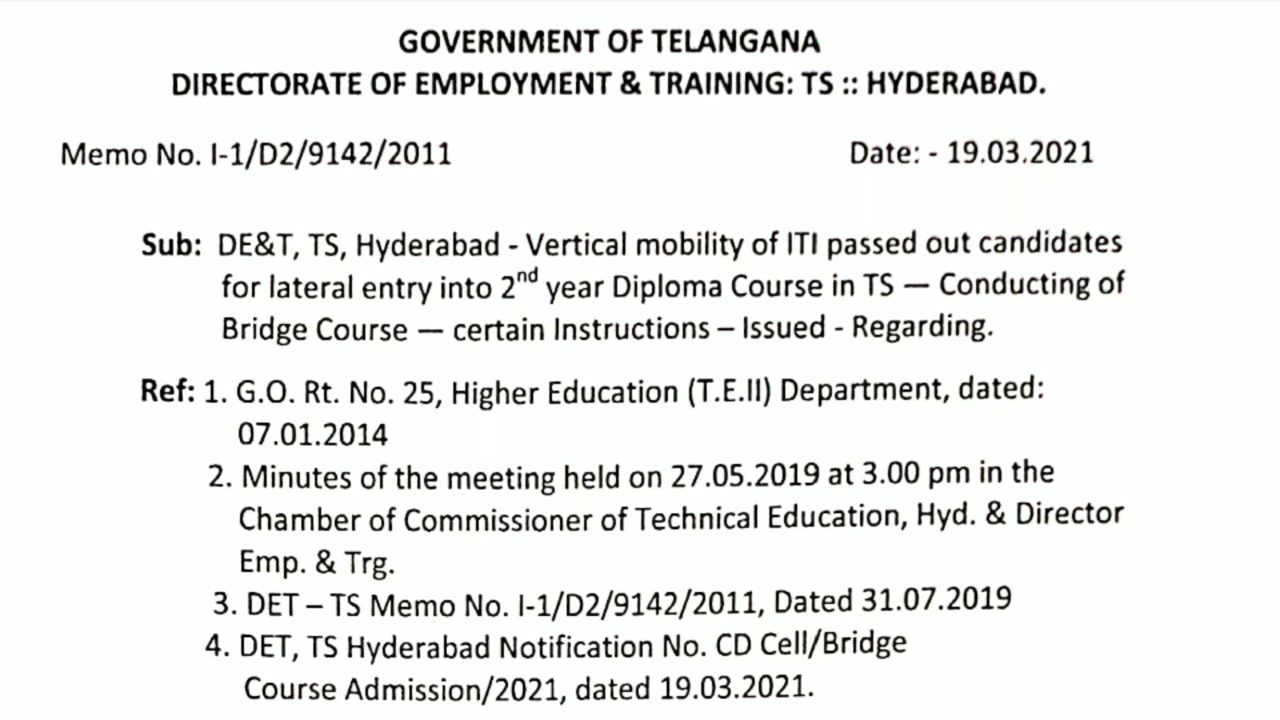 GOVERNMENT OF TELANGANA
DIRECTORATE OF EMPLOYMENT & TRAINING: TS :: HYDERABAD.
Memo No. I-1/D2/9142/2011 Date: - 19.03.2021
Sub: DE&T, TS, Hyderabad - Vertical mobility of ITI passed out candidates
for lateral entry into 2nd year Diploma Course in TS — Conducting of
Bridge Course — certain Instructions – Issued - Regarding.
Ref: 1. G.O. Rt. No. 25, Higher Education (T.E.II) Department, dated:
07.01.2014
2. Minutes of the meeting held on 27.05.2019 at 3.00 pm in the
Chamber of Commissioner of Technical Education, Hyd. & Director
Emp. & Trg.
3. DET – TS Memo No. I-1/D2/9142/2011, Dated 31.07.2019
4. DET, TS Hyderabad Notification No. CD Cell/Bridge
Course Admission/2021, dated 19.03.2021.